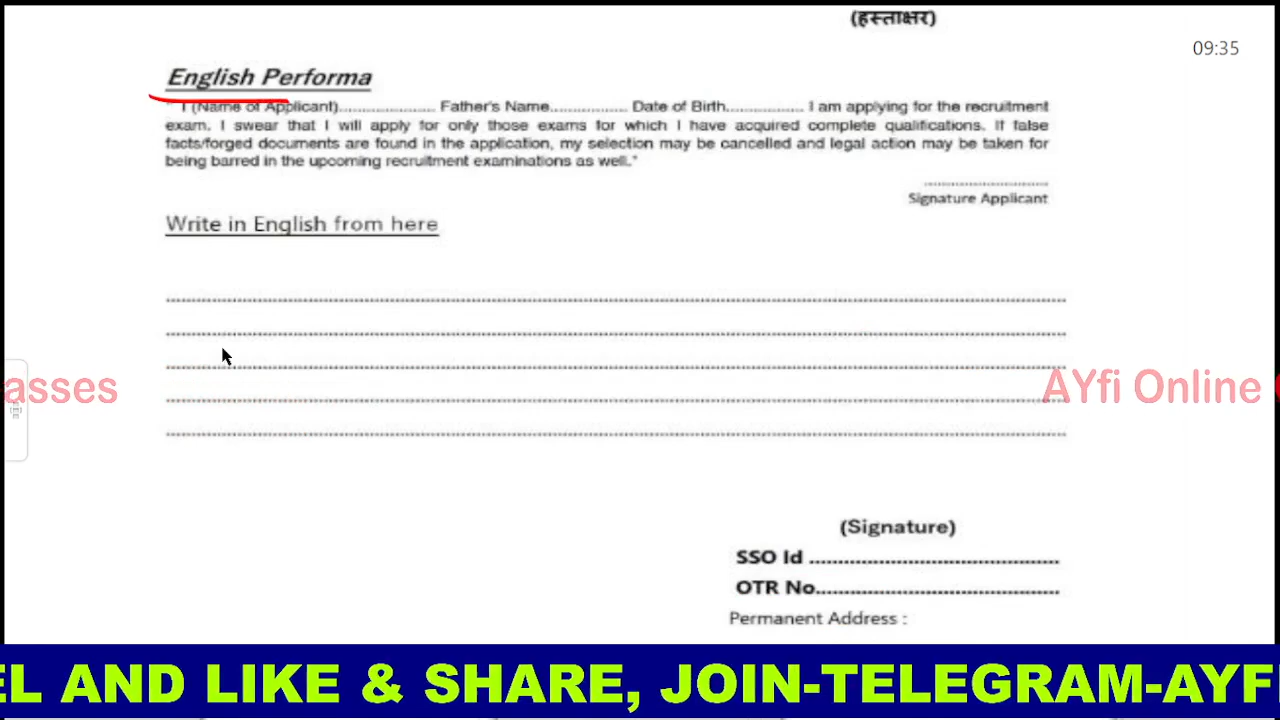 (हस्ताक्षर)
09:35
English Performa
" I (Name of Applicant)...................... Father's Name.................. Date of Birth.................. I am applying for the recruitment
exam. I swear that I will apply for only those exams for which I have acquired complete qualifications. If false
facts/forged documents are found in the application, my selection may be cancelled and legal action may be taken for
being barred in the upcoming recruitment examinations as well."
Signature Applicant
Write in English from here
asses
AYfi Online
(Signature)
SSO Id ..................................................
OTR No.................................................
Permanent Address :
EL AND LIKE & SHARE, JOIN-TELEGRAM-AYF